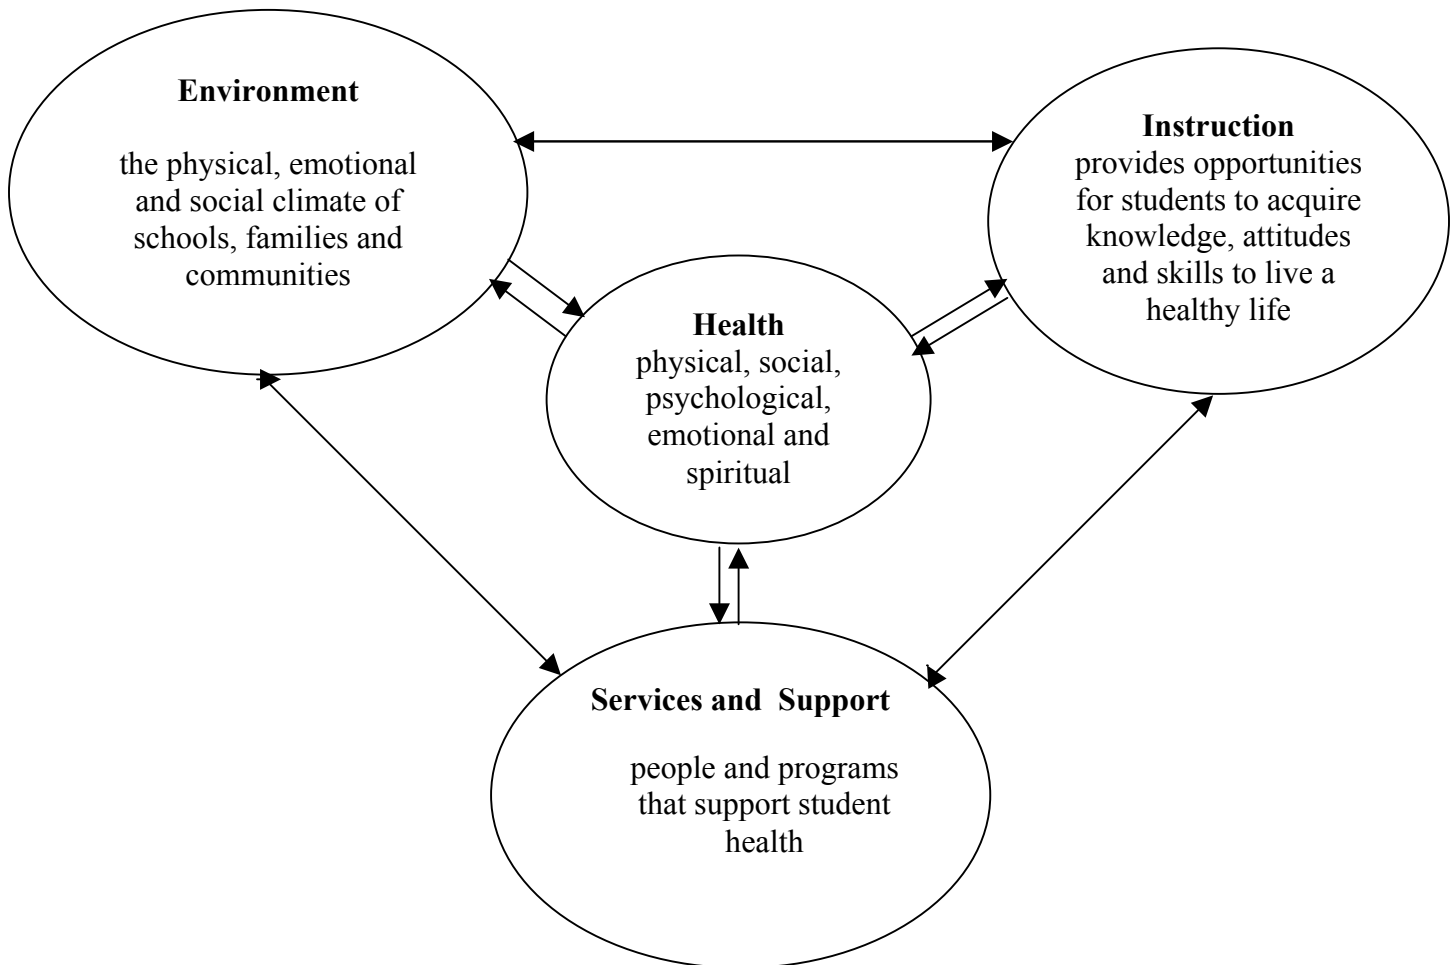 Environment
the physical, emotional
and social climate of
schools, families and
communities
Instruction
provides opportunities
for students to acquire
knowledge, attitudes
and skills to live a
healthy life
Health
physical, social,
psychological,
emotional and
spiritual
Services and  Support
people and programs
that support student
health